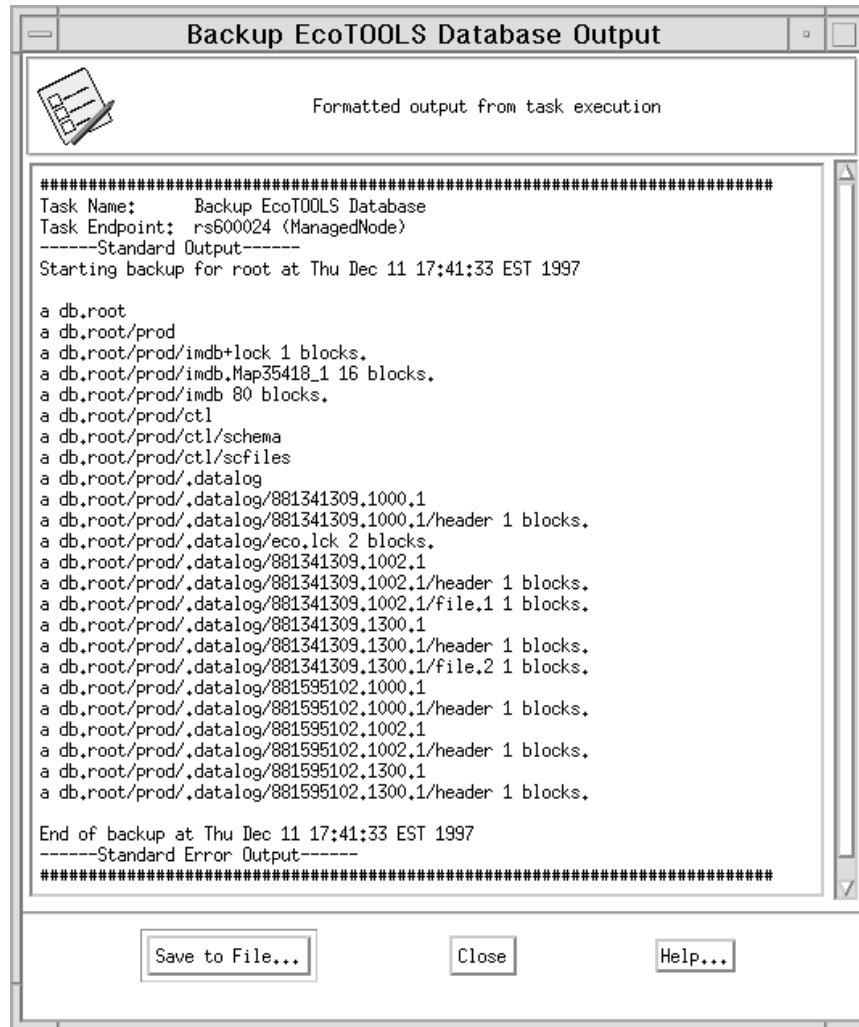 Backup EcoTOOLS Database Output
Formatted output from task execution
############################################################################
Task Name:      Backup EcoTOOLS Database
Task Endpoint:  rs600024 (ManagedNode)
------Standard Output------
Starting backup for root at Thu Dec 11 17:41:33 EST 1997

a db.root
a db.root/prod
a db.root/prod/imdb+lock 1 blocks.
a db.root/prod/imdb.Map35418_1 16 blocks.
a db.root/prod/imdb 80 blocks.
a db.root/prod/ctl
a db.root/prod/ctl/schema
a db.root/prod/ctl/scfiles
a db.root/prod/.datalog
a db.root/prod/.datalog/881341309.1000.1
a db.root/prod/.datalog/881341309.1000.1/header 1 blocks.
a db.root/prod/.datalog/eco.lck 2 blocks.
a db.root/prod/.datalog/881341309.1002.1
a db.root/prod/.datalog/881341309.1002.1/header 1 blocks.
a db.root/prod/.datalog/881341309.1002.1/file.1 1 blocks.
a db.root/prod/.datalog/881341309.1300.1
a db.root/prod/.datalog/881341309.1300.1/header 1 blocks.
a db.root/prod/.datalog/881341309.1300.1/file.2 1 blocks.
a db.root/prod/.datalog/881595102.1000.1
a db.root/prod/.datalog/881595102.1000.1/header 1 blocks.
a db.root/prod/.datalog/881595102.1002.1
a db.root/prod/.datalog/881595102.1002.1/header 1 blocks.
a db.root/prod/.datalog/881595102.1300.1
a db.root/prod/.datalog/881595102.1300.1/header 1 blocks.

End of backup at Thu Dec 11 17:41:33 EST 1997
------Standard Error Output------
############################################################################
Save to File...
Close
Help...